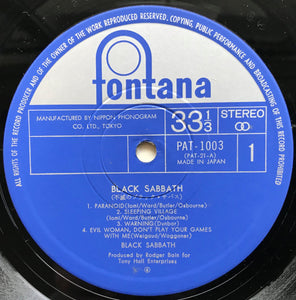 ALL RIGHTS OF THE RECORD PRODUCER AND OF THE OWNER OF THE WORK REPRODUCED RESERVED. COPYING, PUBLIC PERFORMANCE AND BROADCASTING OF THIS RECORD PROHIBITED
fontana
MANUFACTURED BY NIPPON PHONOGRAM CO. LTD., TOKYO
33 1/3
STEREO
PAT-1003
(PAT-21-A)
MADE IN JAPAN
1
BLACK SABBATH
1. PARANOID(Iomi/Ward/Butler/Osbourne)
2. SLEEPING VILLAGE
(Iomi/Ward/Butler/Osbourne)
3. WARNING(Dunbar)
4. EVIL WOMAN, DON'T PLAY YOUR GAMES
WITH ME(Weigand/Waggoner)
BLACK SABBATH
Produced by Rodger Bain for
Tony Hall Enterprises